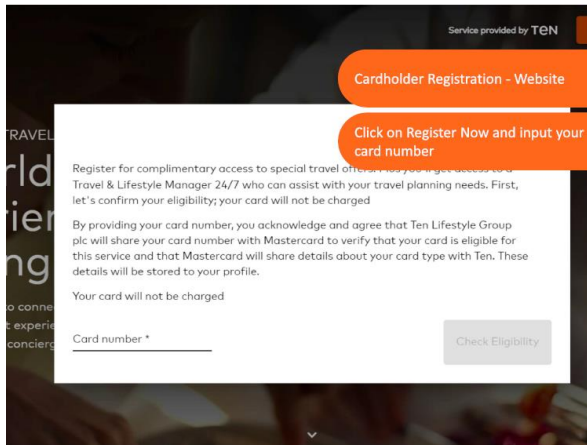 Service provided by TEN
Cardholder Registration - Website
Click on Register Now and input your
card number
TRAVEL
rld
rien
ng
to conne
t experie
concierg
Register for complimentary access to special travel offers. Plus you'll get access to a
Travel & Lifestyle Manager 24/7 who can assist with your travel planning needs. First,
let's confirm your eligibility; your card will not be charged
By providing your card number, you acknowledge and agree that Ten Lifestyle Group
plc will share your card number with Mastercard to verify that your card is eligible for
this service and that Mastercard will share details about your card type with Ten. These
details will be stored to your profile.
Your card will not be charged
Card number *
Check Eligibility